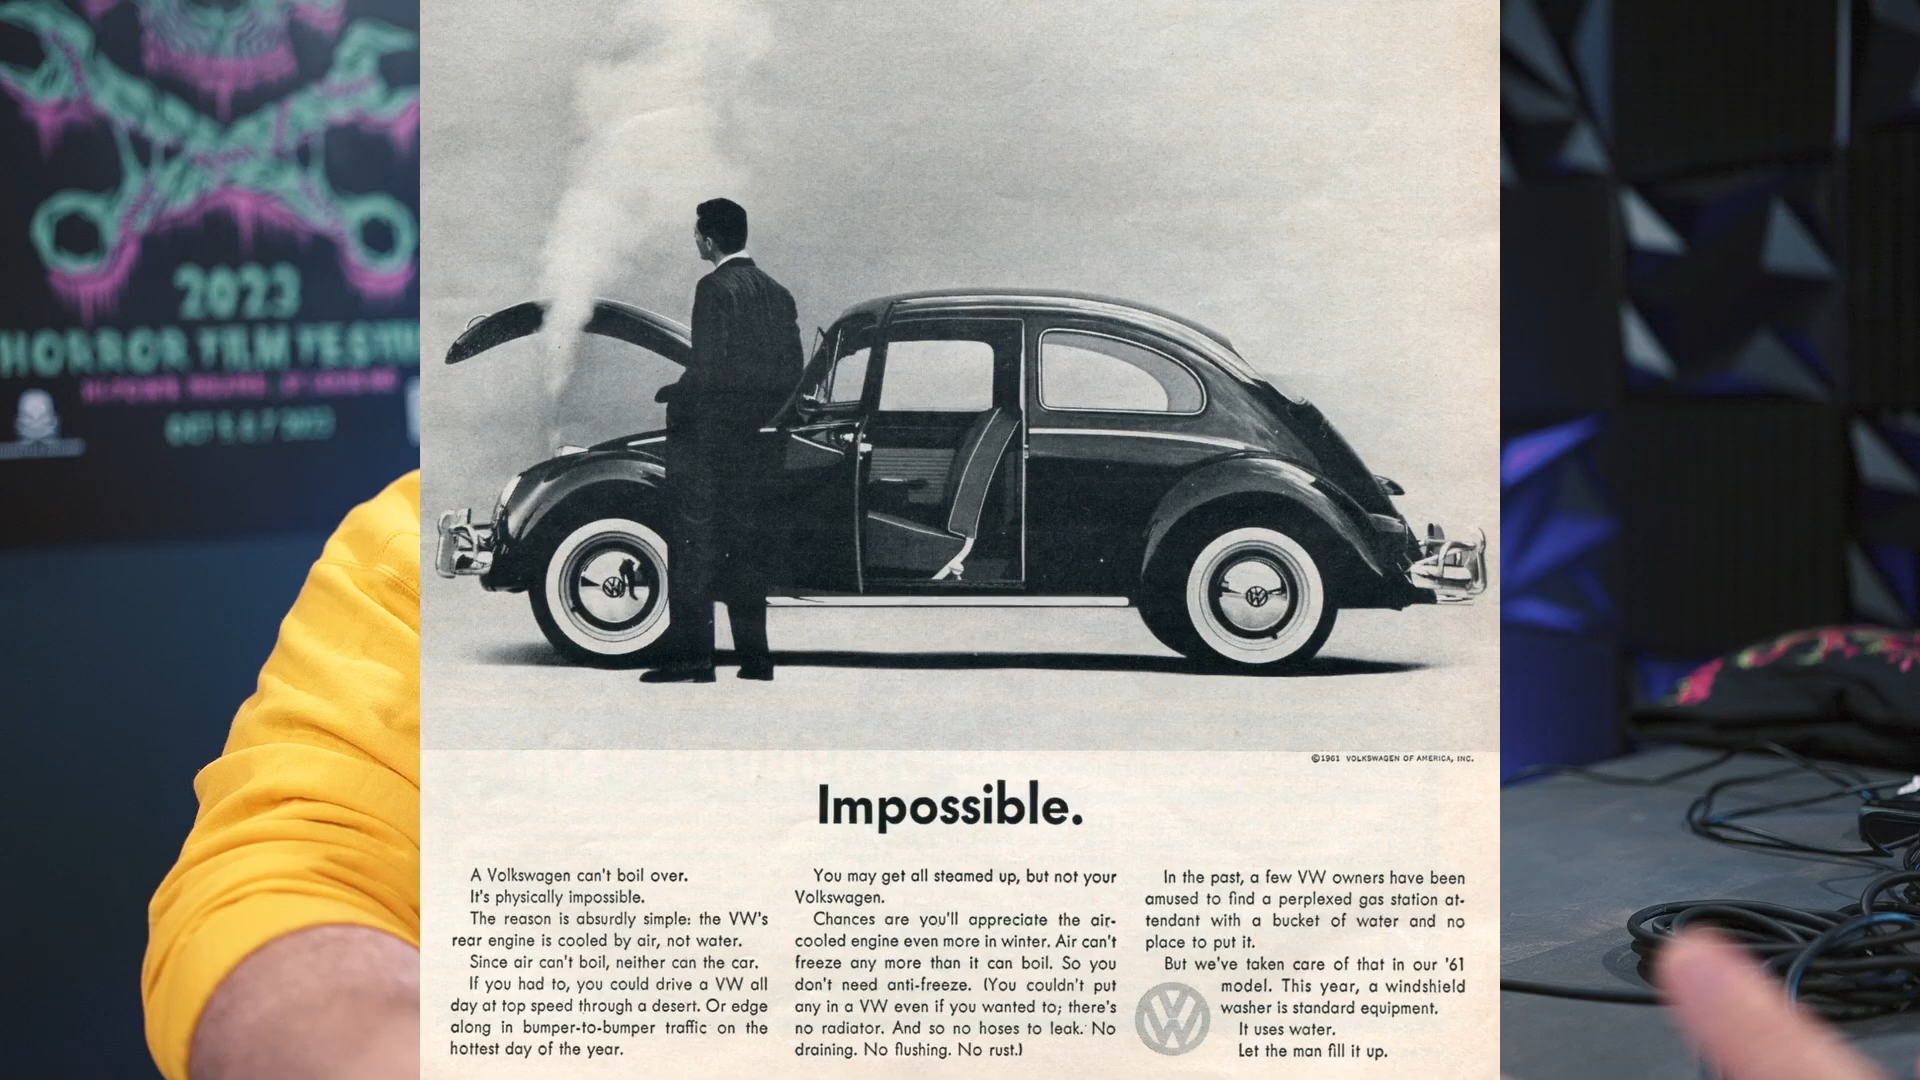 2023
HORROR FILM FESTI
©1961 VOLKSWAGEN OF AMERICA, INC.
Impossible.
A Volkswagen can't boil over.
It's physically impossible.
The reason is absurdly simple: the VW's
rear engine is cooled by air, not water.
Since air can't boil, neither can the car.
If you had to, you could drive a VW all
day at top speed through a desert. Or edge
along in bumper-to-bumper traffic on the
hottest day of the year.
You may get all steamed up, but not your
Volkswagen.
Chances are you'll appreciate the air-
cooled engine even more in winter. Air can't
freeze any more than it can boil. So you
don't need anti-freeze. (You couldn't put
any in a VW even if you wanted to; there's
no radiator. And so no hoses to leak. No
draining. No flushing. No rust.)
In the past, a few VW owners have been
amused to find a perplexed gas station at-
tendant with a bucket of water and no
place to put it.
But we've taken care of that in our '61
model. This year, a windshield
washer is standard equipment.
It uses water.
Let the man fill it up.
VW